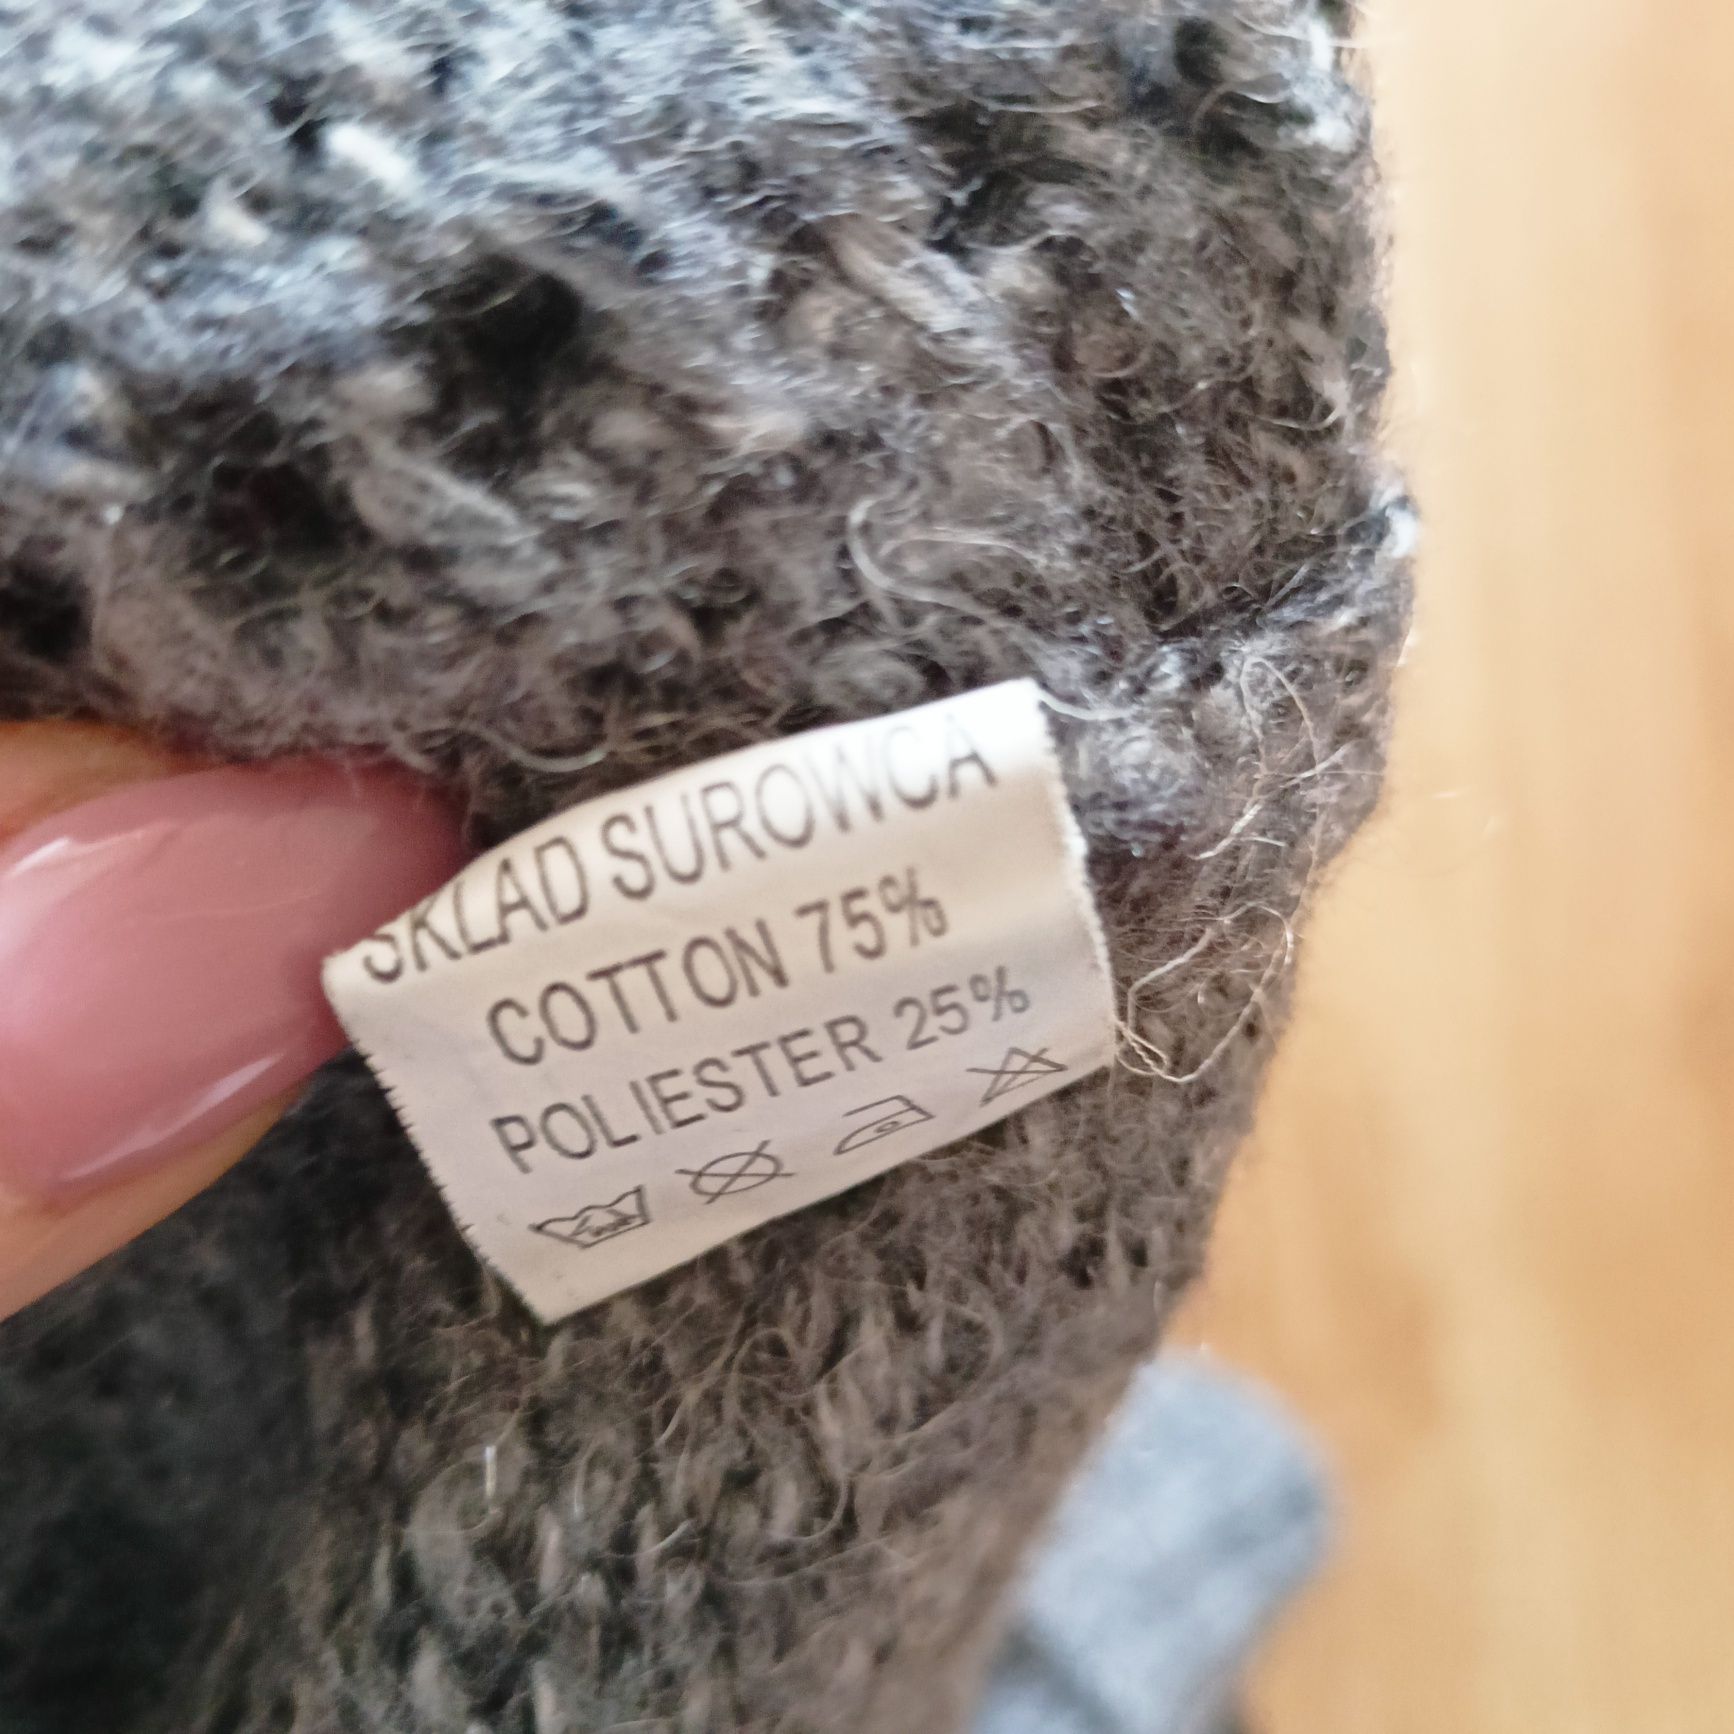 SKLAD SUROWCA
COTTON 75%
POLIESTER 25%